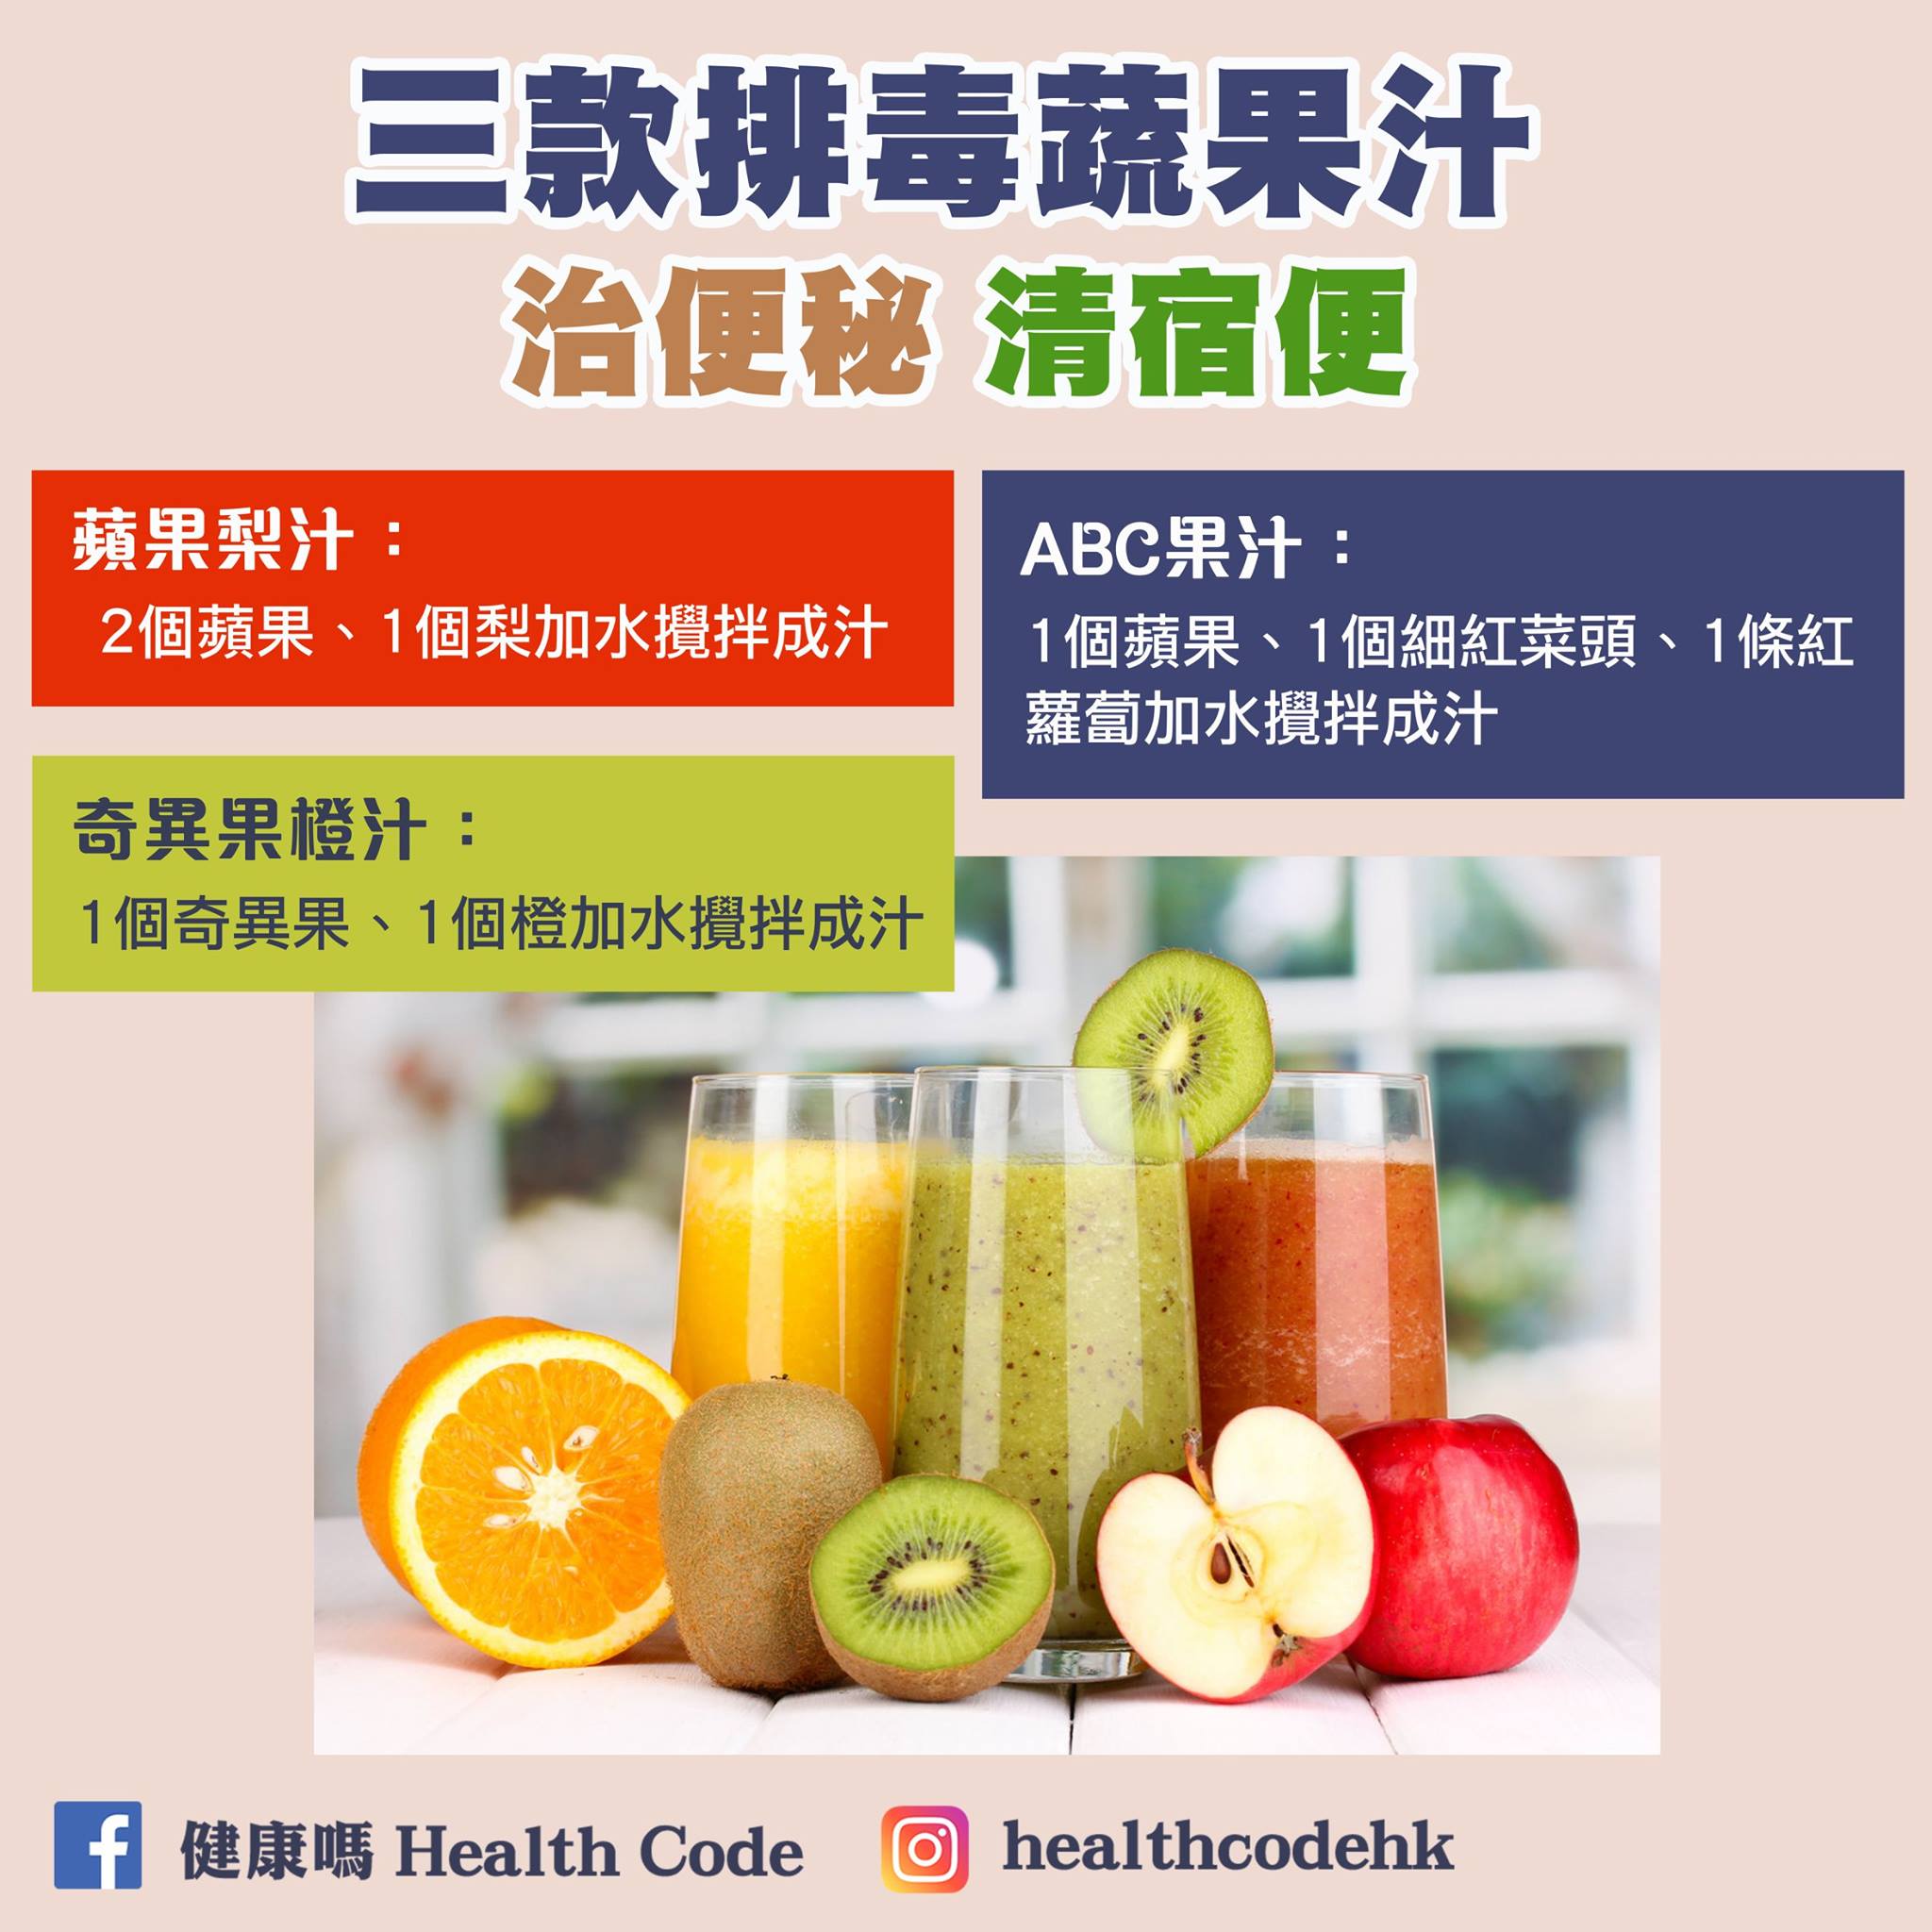 三款排毒蔬果汁
治便秘 清宿便
蘋果梨汁：
2個蘋果、1個梨加水攪拌成汁
ABC果汁：
1個蘋果、1個細紅菜頭、1條紅
蘿蔔加水攪拌成汁
奇異果橙汁：
1個奇異果、1個橙加水攪拌成汁
健康嗎 Health Code
healthcodehk